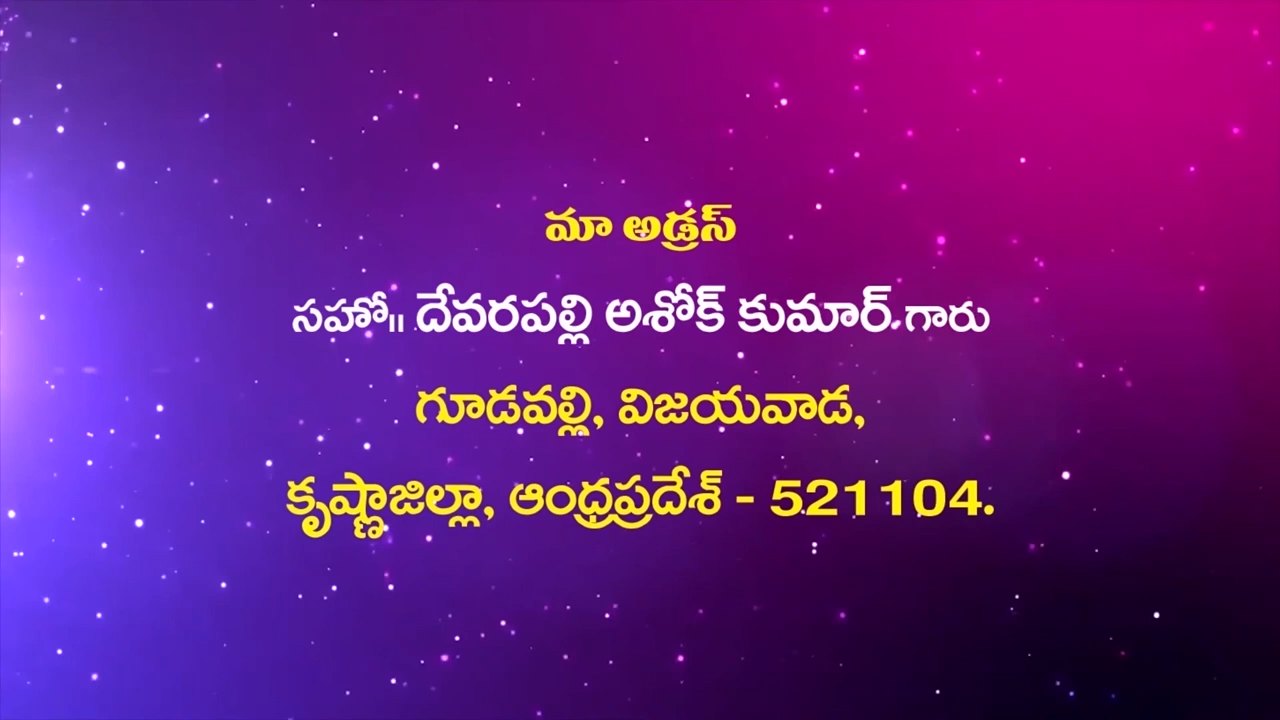 మా అడ్రస్
సహో॥ దేవరపల్లి అశోక్ కుమార్ గారు
గూడవల్లి, విజయవాడ,
కృష్ణాజిల్లా, ఆంధ్రప్రదేశ్ - 521104.